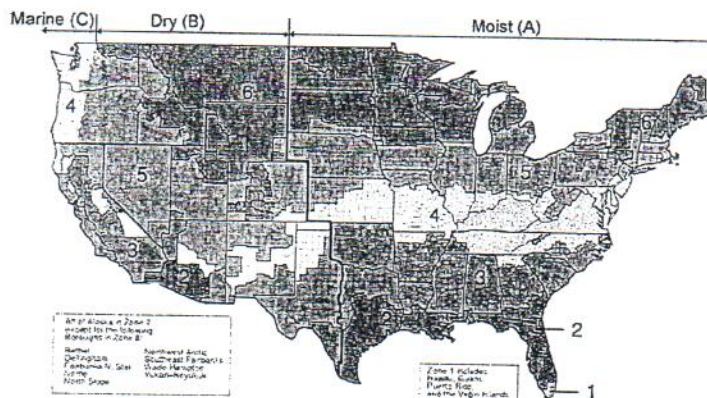 Marine (C)
Dry (B)
Moist (A)
4
6
5
3
2
7
6
5
4
3
2
2
1
All of Alaska in Zone 7
except for the following
Boroughs in Zone 8:
Bethel
Northwest Arctic
Dellingham
Southeast Fairbanks
Fairbanks N. Star
Wade Hampton
Nome
Yukon-Koyukuk
North Slope
Zone 1 includes
Hawaii, Guam,
Puerto Rico,
and the Virgin Islands